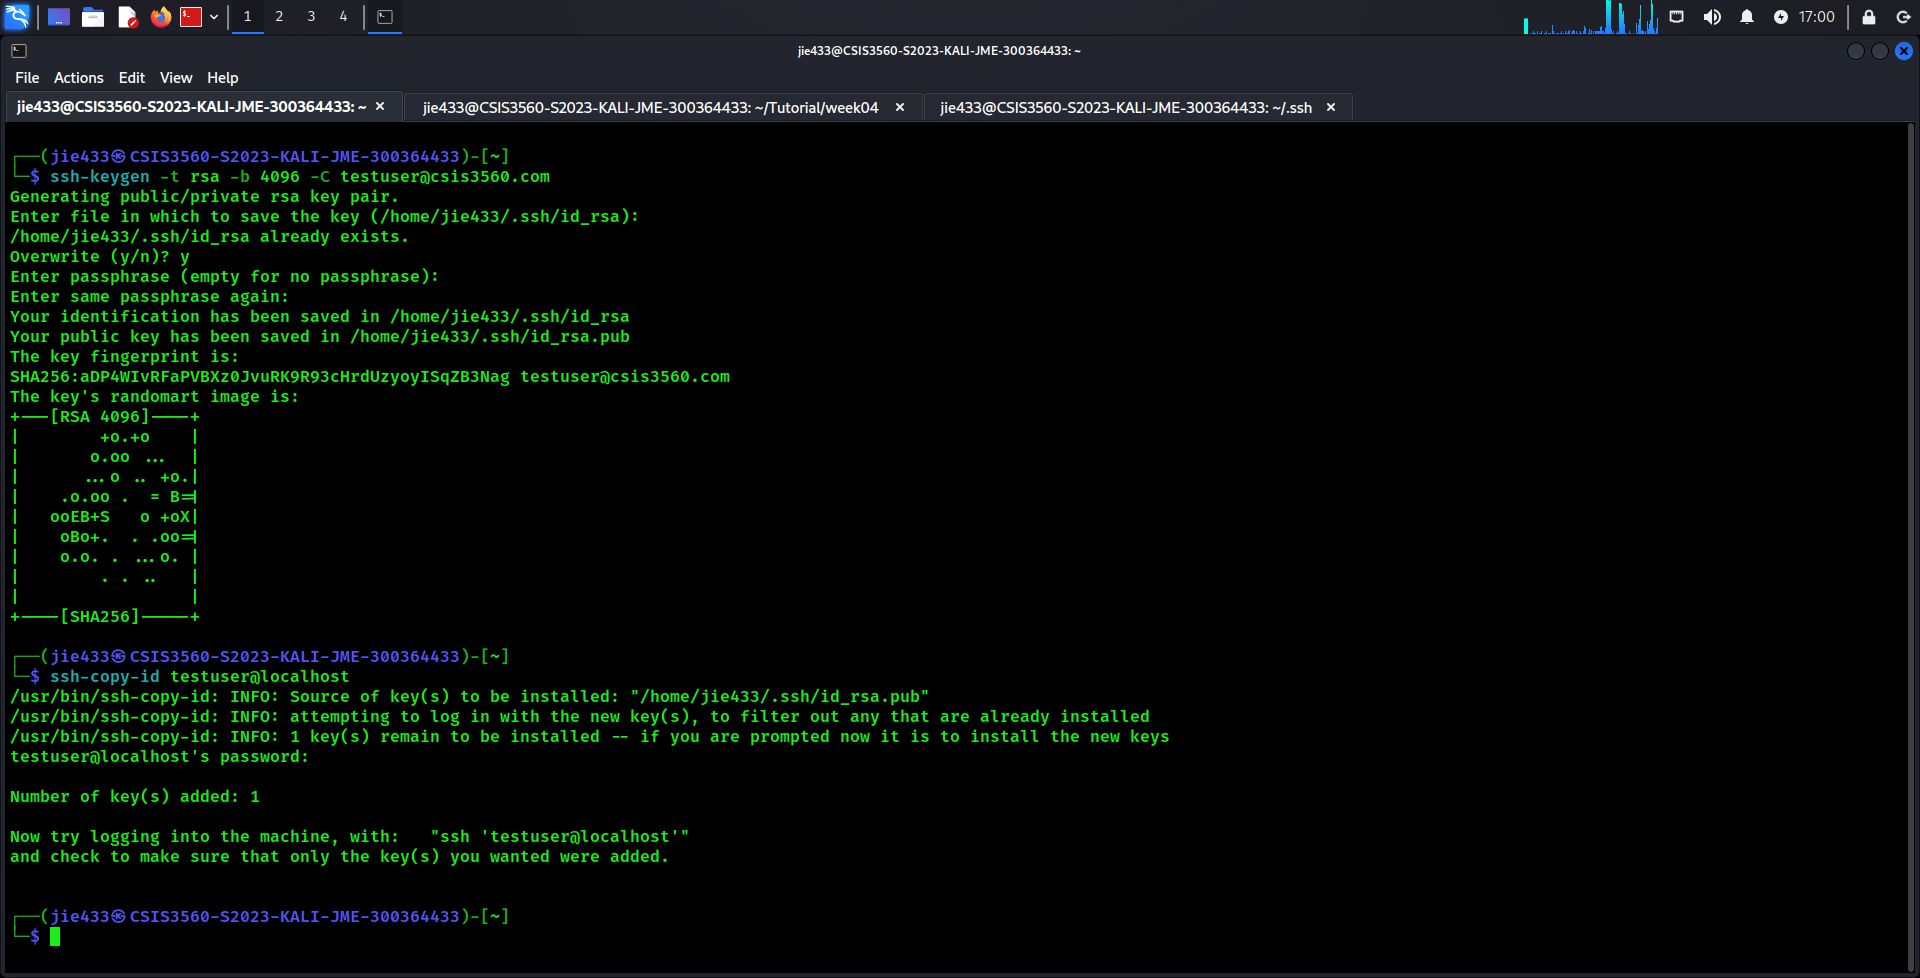 1 2 3 4 17:00
jie433@CSIS3560-S2023-KALI-JME-300364433: ~
File Actions Edit View Help
jie433@CSIS3560-S2023-KALI-JME-300364433: ~ × jie433@CSIS3560-S2023-KALI-JME-300364433: ~/Tutorial/week04 × jie433@CSIS3560-S2023-KALI-JME-300364433: ~/.ssh ×
┌──(jie433㉿CSIS3560-S2023-KALI-JME-300364433)-[~]
└─$ ssh-keygen -t rsa -b 4096 -C testuser@csis3560.com
Generating public/private rsa key pair.
Enter file in which to save the key (/home/jie433/.ssh/id_rsa):
/home/jie433/.ssh/id_rsa already exists.
Overwrite (y/n)? y
Enter passphrase (empty for no passphrase):
Enter same passphrase again:
Your identification has been saved in /home/jie433/.ssh/id_rsa
Your public key has been saved in /home/jie433/.ssh/id_rsa.pub
The key fingerprint is:
SHA256:aDP4WIvRFaPVBXz0JvuRK9R93cHrdUzyoyISqZB3Nag testuser@csis3560.com
The key's randomart image is:
+---[RSA 4096]----+
|        +o.+o    |
|       o.oo ...  |
|       ...o .. +o.|
|    .o.oo .  = B=|
|   ooEB+S   o +oX|
|    oBo+.  . .oo=|
|    o.o. . ...o. |
|        . . ..   |
|                 |
+----[SHA256]-----+
┌──(jie433㉿CSIS3560-S2023-KALI-JME-300364433)-[~]
└─$ ssh-copy-id testuser@localhost
/usr/bin/ssh-copy-id: INFO: Source of key(s) to be installed: "/home/jie433/.ssh/id_rsa.pub"
/usr/bin/ssh-copy-id: INFO: attempting to log in with the new key(s), to filter out any that are already installed
/usr/bin/ssh-copy-id: INFO: 1 key(s) remain to be installed -- if you are prompted now it is to install the new keys
testuser@localhost's password:
Number of key(s) added: 1
Now try logging into the machine, with:   "ssh 'testuser@localhost'"
and check to make sure that only the key(s) you wanted were added.
┌──(jie433㉿CSIS3560-S2023-KALI-JME-300364433)-[~]
└─$